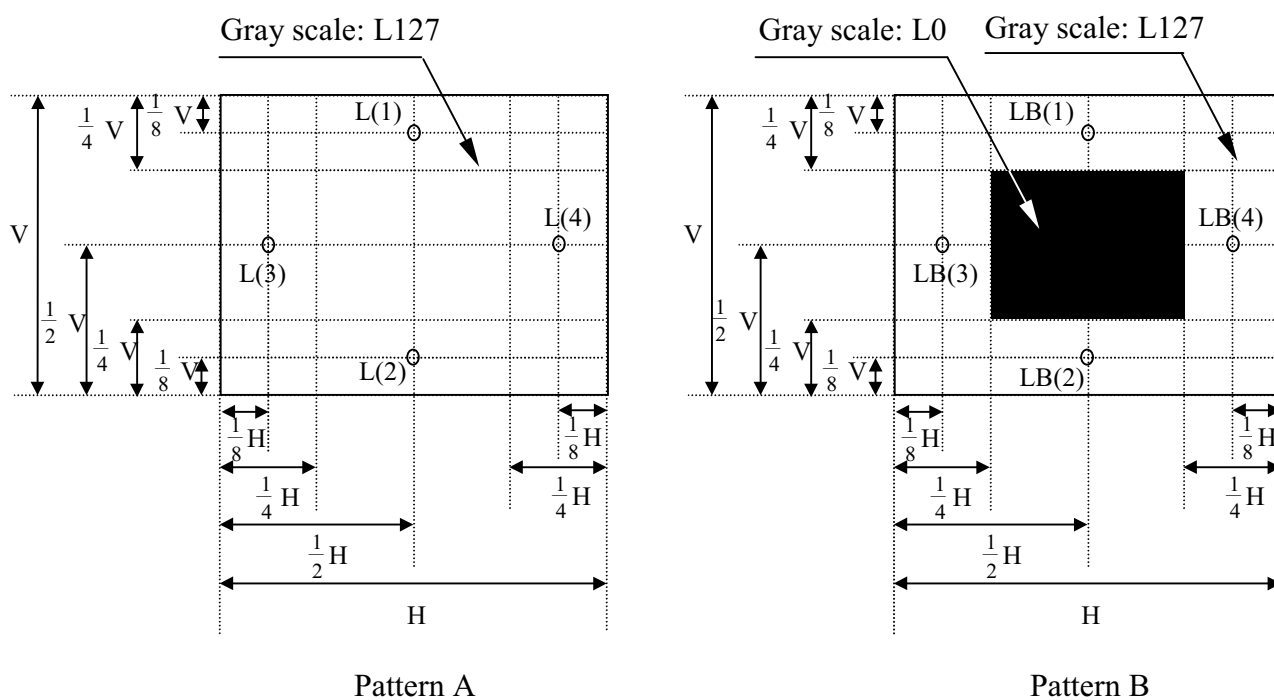 Gray scale: L127
1/4 V
1/8 V
L(1)
L(4)
V
L(3)
1/2 V
1/4 V
1/8 V
L(2)
1/8 H
1/8 H
1/4 H
1/4 H
1/2 H
H
Pattern A
Gray scale: L0
Gray scale: L127
1/4 V
1/8 V
LB(1)
LB(4)
V
LB(3)
1/2 V
1/4 V
1/8 V
LB(2)
1/8 H
1/8 H
1/4 H
1/4 H
1/2 H
H
Pattern B